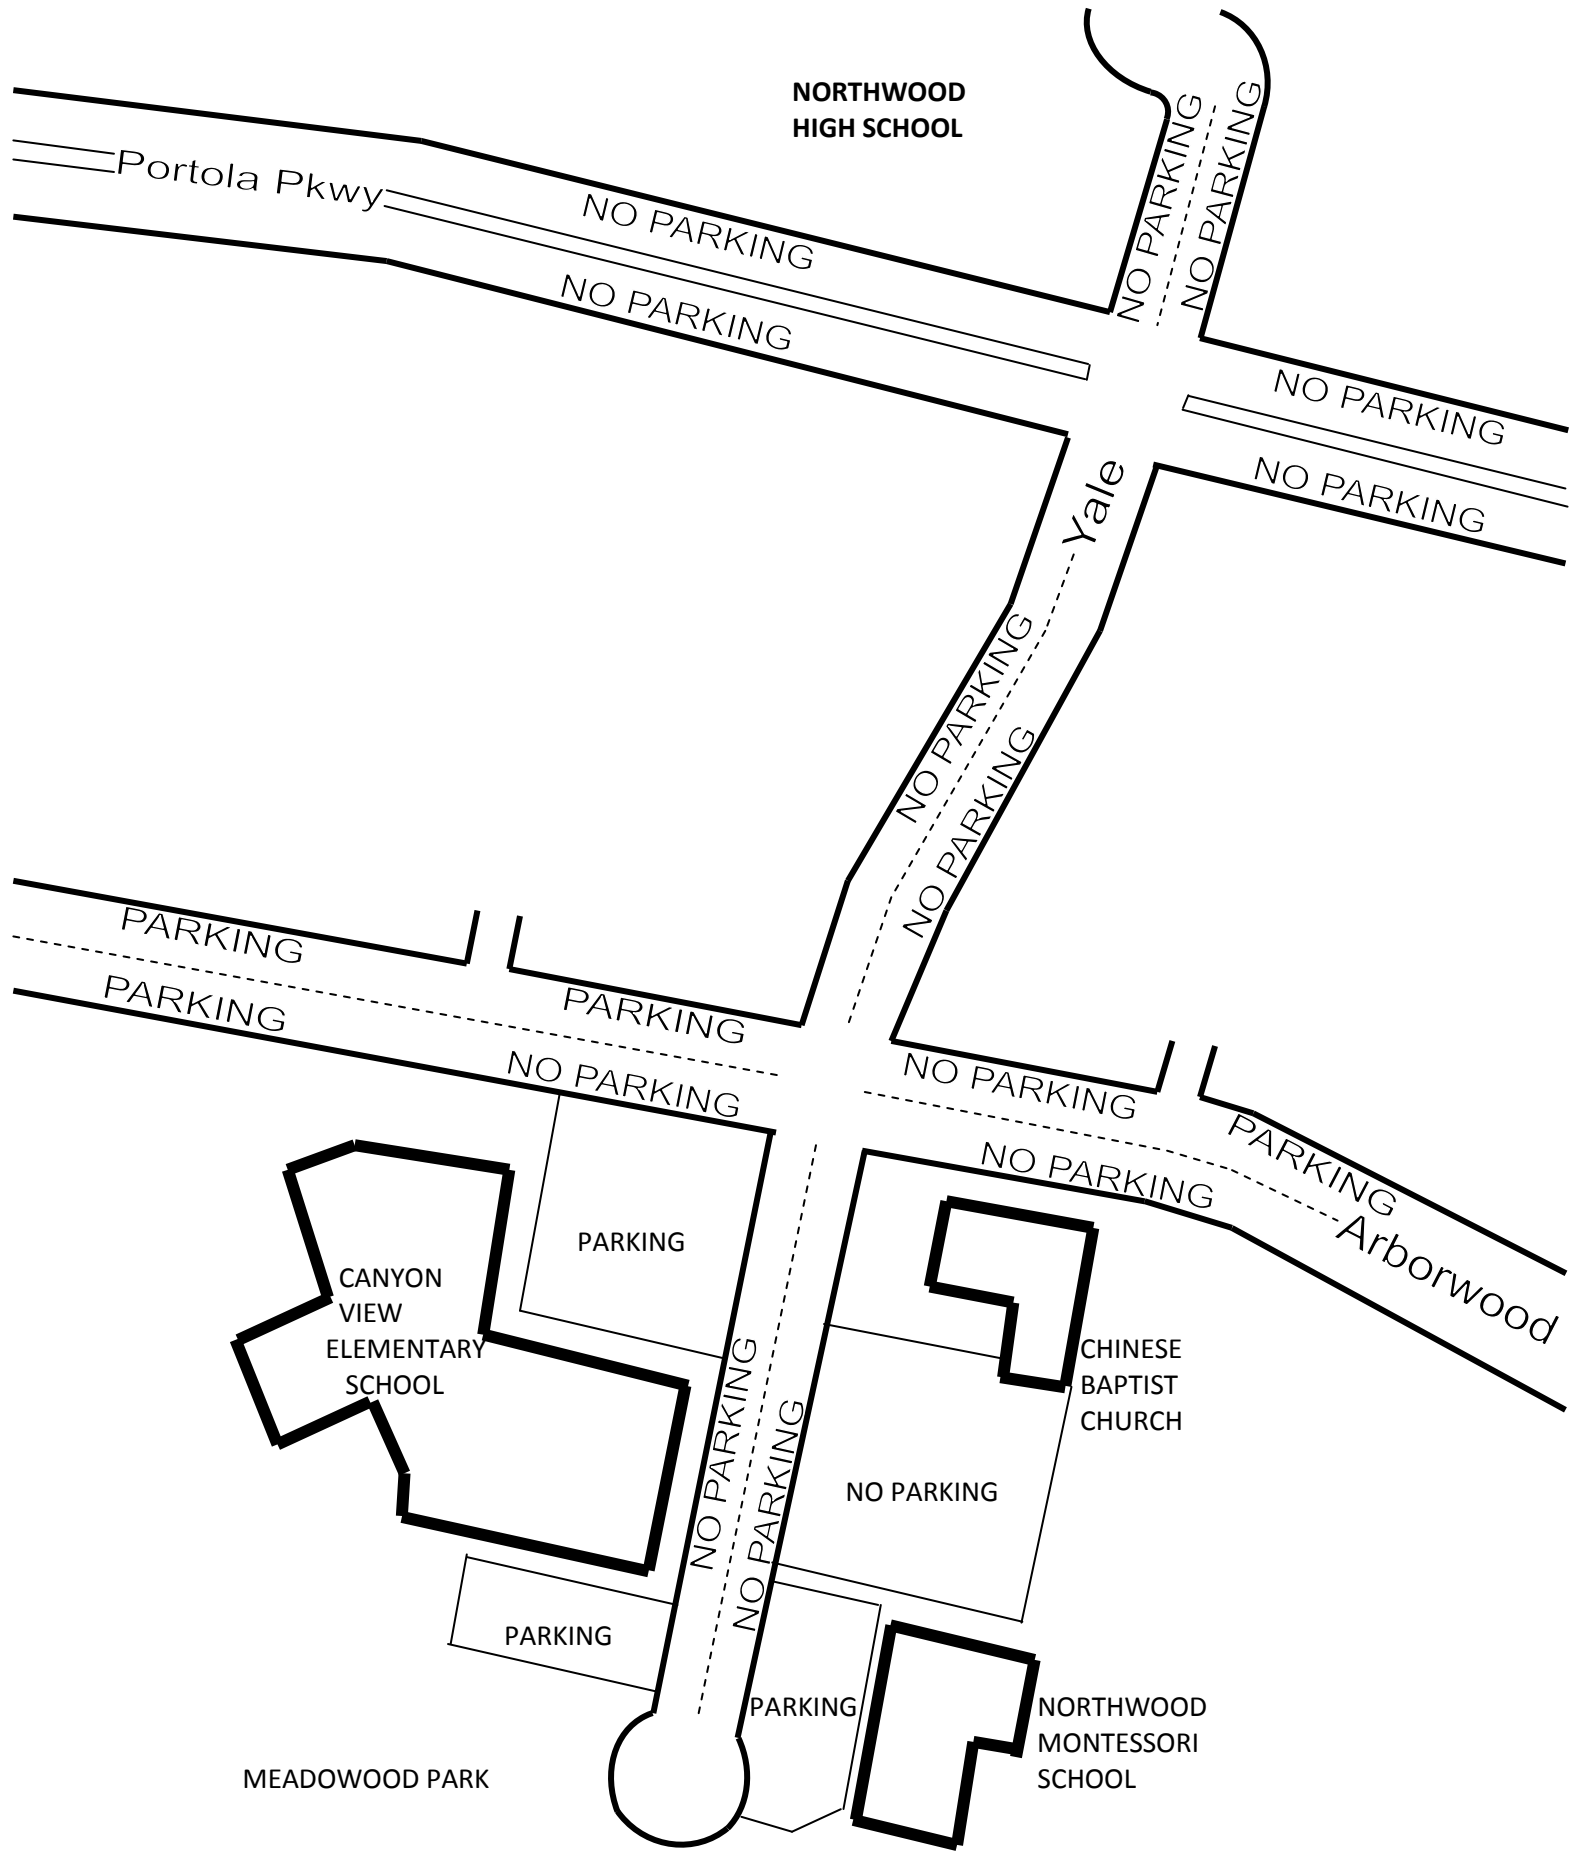 NORTHWOOD
HIGH SCHOOL
NO PARKING
NO PARKING
Portola Pkwy
NO PARKING
NO PARKING
NO PARKING
NO PARKING
Yale
NO PARKING
NO PARKING
PARKING
PARKING
PARKING
NO PARKING
NO PARKING
NO PARKING
PARKING
Arborwood
PARKING
CANYON
VIEW
ELEMENTARY
SCHOOL
NO PARKING
NO PARKING
CHINESE
BAPTIST
CHURCH
NO PARKING
PARKING
PARKING
NORTHWOOD
MONTESSORI
SCHOOL
MEADOWOOD PARK